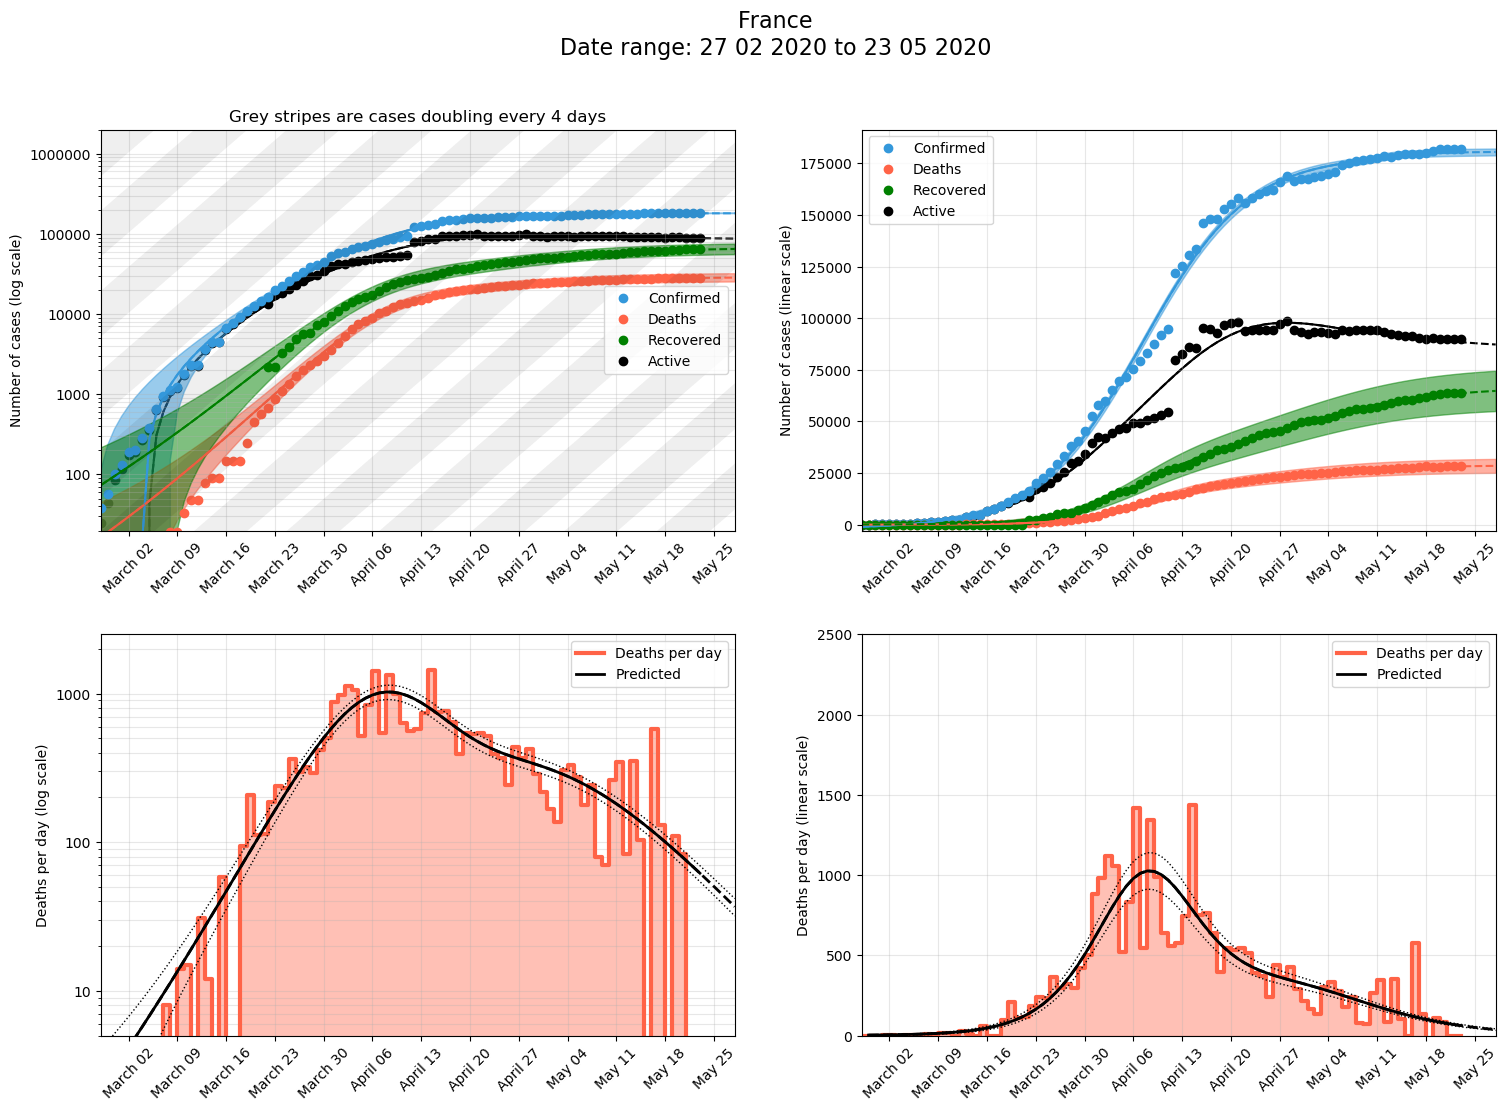 France
Date range: 27 02 2020 to 23 05 2020
Grey stripes are cases doubling every 4 days
Number of cases (log scale)
1000000
100000
10000
1000
100
Confirmed
Deaths
Recovered
Active
March 02
March 09
March 16
March 23
March 30
April 06
April 13
April 20
April 27
May 04
May 11
May 18
May 25
Number of cases (linear scale)
175000
150000
125000
100000
75000
50000
25000
0
Confirmed
Deaths
Recovered
Active
March 02
March 09
March 16
March 23
March 30
April 06
April 13
April 20
April 27
May 04
May 11
May 18
May 25
Deaths per day (log scale)
1000
100
10
Deaths per day
Predicted
March 02
March 09
March 16
March 23
March 30
April 06
April 13
April 20
April 27
May 04
May 11
May 18
May 25
Deaths per day (linear scale)
2500
2000
1500
1000
500
0
Deaths per day
Predicted
March 02
March 09
March 16
March 23
March 30
April 06
April 13
April 20
April 27
May 04
May 11
May 18
May 25